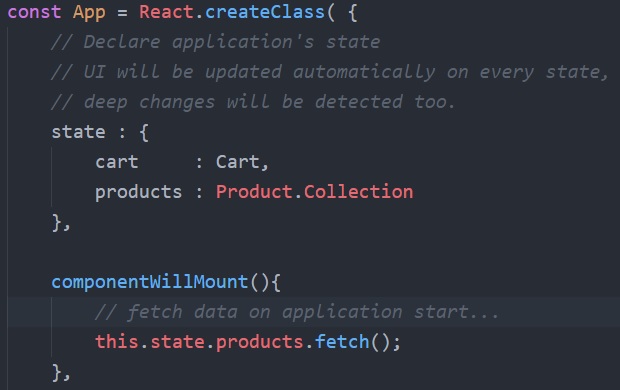 const App = React.createClass( {
    // Declare application's state
    // UI will be updated automatically on every state,
    // deep changes will be detected too.
    state : {
        cart     : Cart,
        products : Product.Collection
    },

    componentWillMount(){
        // fetch data on application start...
        this.state.products.fetch();
    },